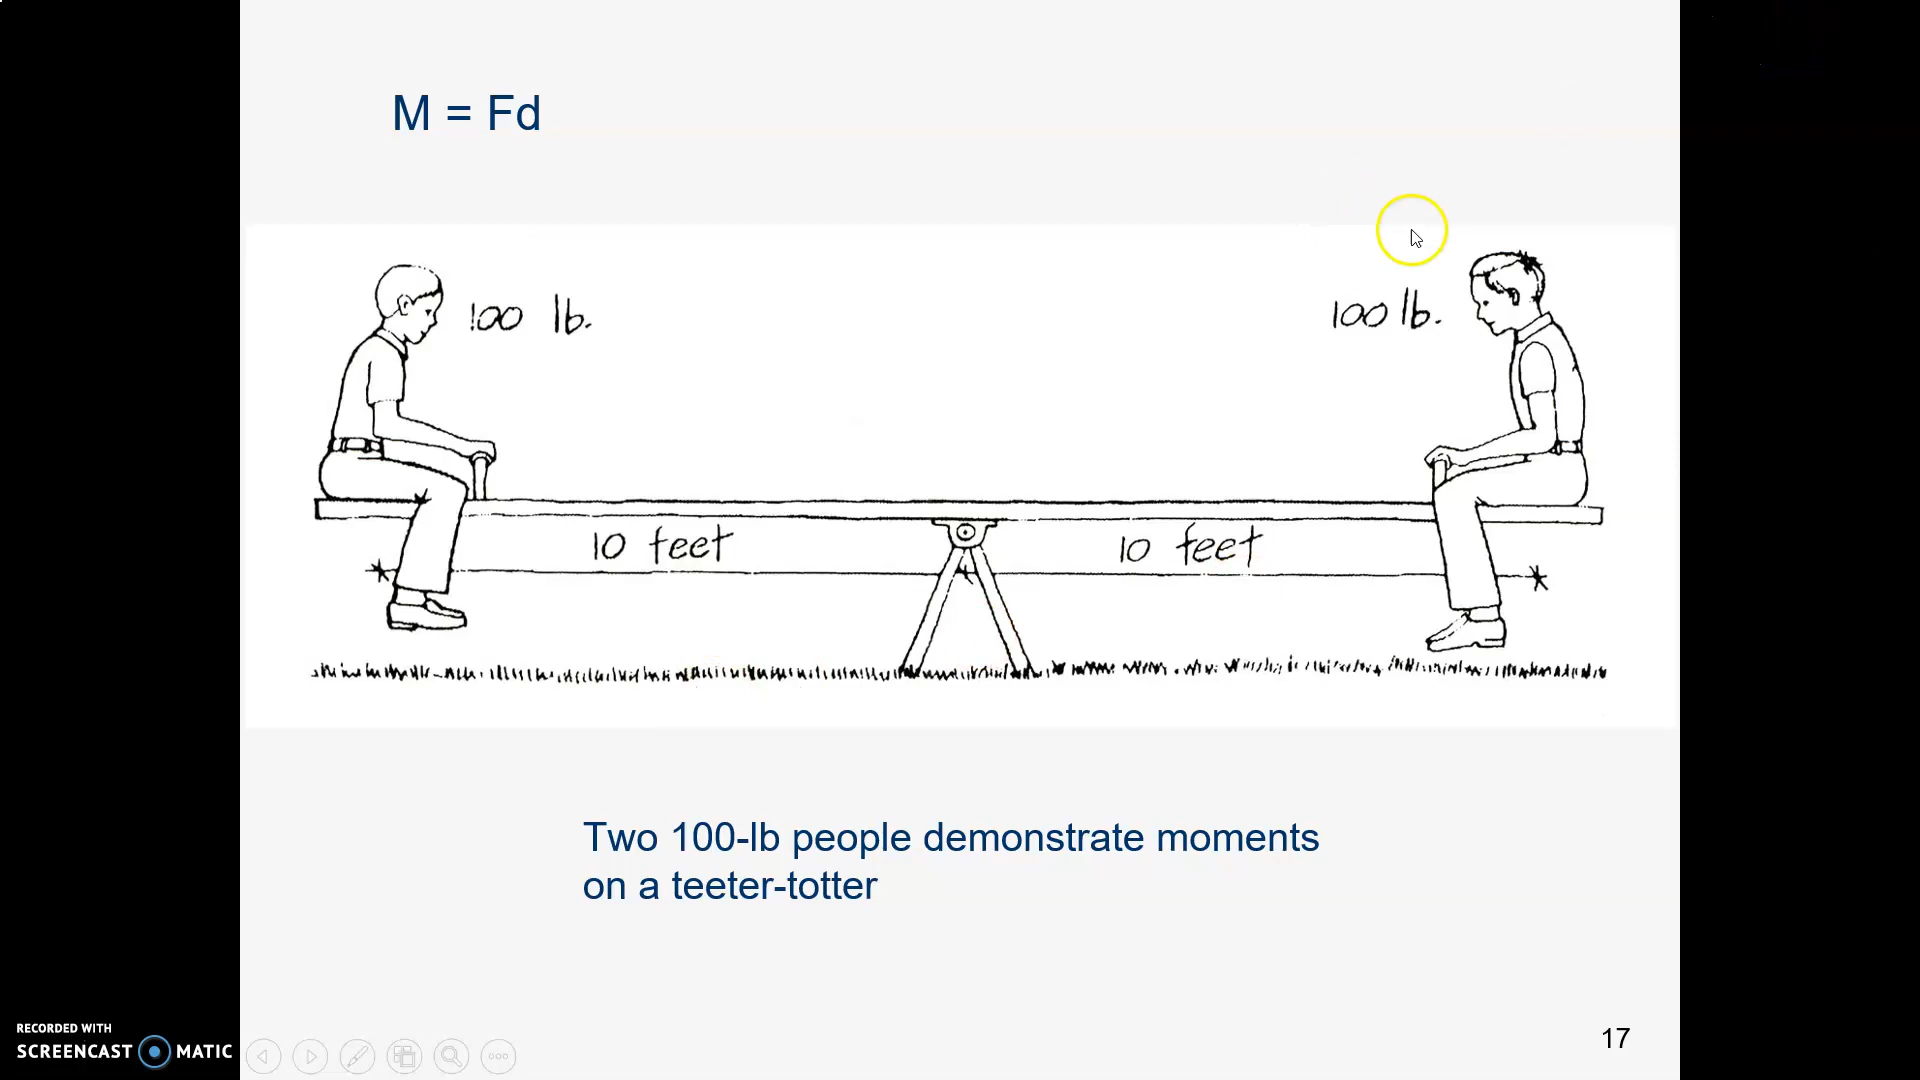 M = Fd
100 lb.
100 lb.
10 feet
10 feet
Two 100-lb people demonstrate moments
on a teeter-totter
17
RECORDED WITH
SCREENCAST MATIC